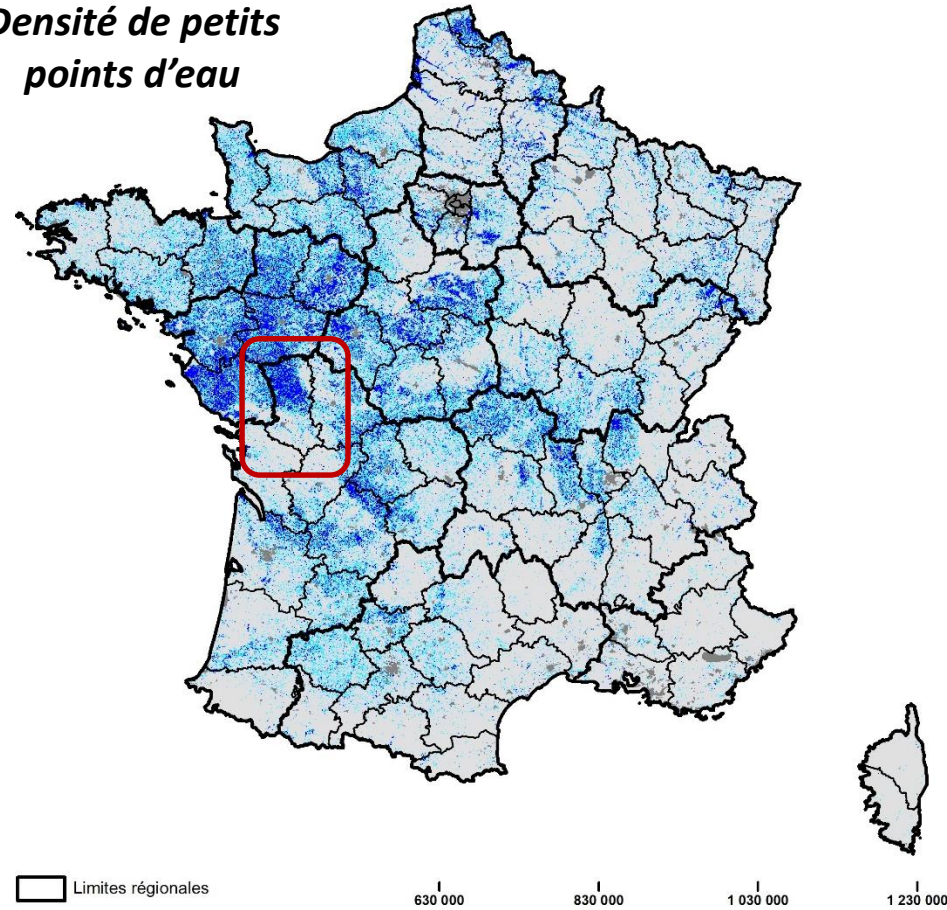 Densité de petits
points d’eau
Limites régionales
630 000
830 000
1 030 000
1 230 000